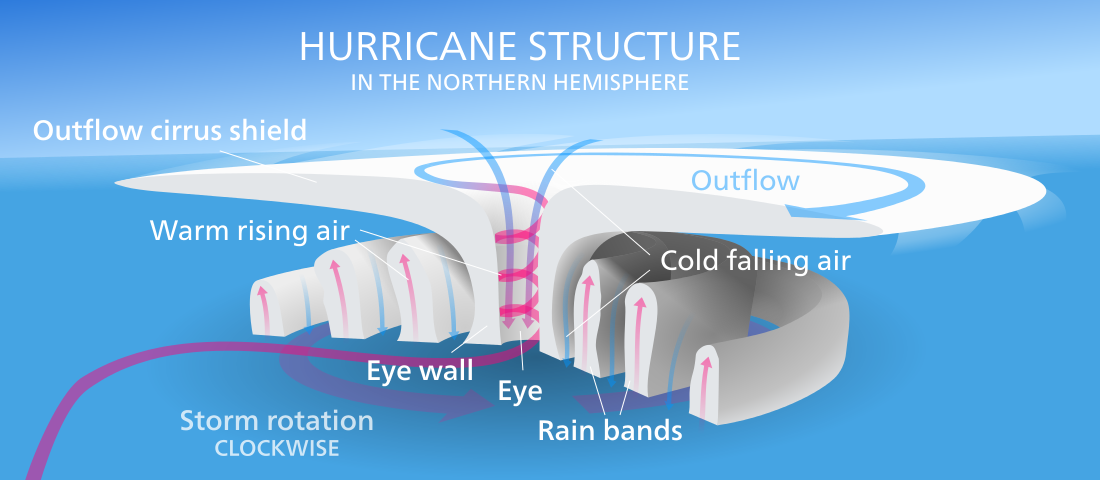 HURRICANE STRUCTURE
IN THE NORTHERN HEMISPHERE
Outflow cirrus shield
Outflow
Warm rising air
Cold falling air
Eye wall
Eye
Storm rotation
CLOCKWISE
Rain bands